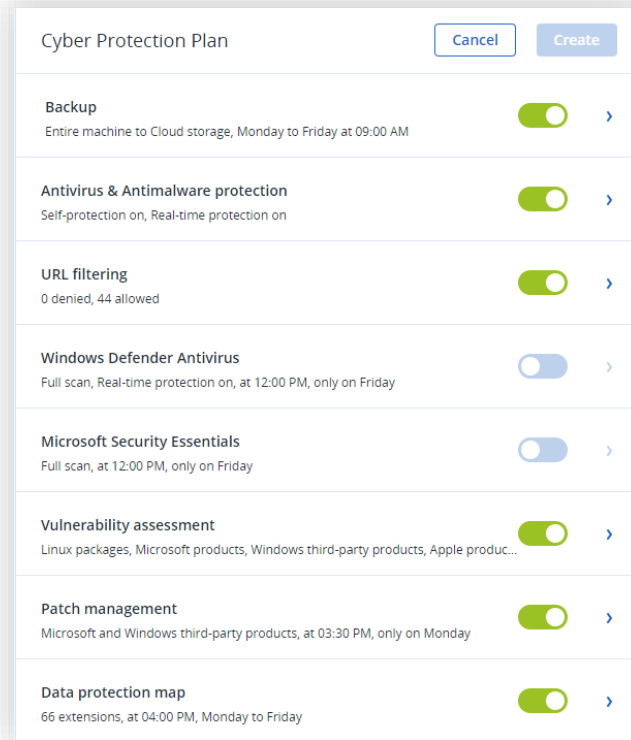 Cyber Protection Plan
Cancel
Create
Backup
Entire machine to Cloud storage, Monday to Friday at 09:00 AM
Antivirus & Antimalware protection
Self-protection on, Real-time protection on
URL filtering
0 denied, 44 allowed
Windows Defender Antivirus
Full scan, Real-time protection on, at 12:00 PM, only on Friday
Microsoft Security Essentials
Full scan, at 12:00 PM, only on Friday
Vulnerability assessment
Linux packages, Microsoft products, Windows third-party products, Apple produc...
Patch management
Microsoft and Windows third-party products, at 03:30 PM, only on Monday
Data protection map
66 extensions, at 04:00 PM, Monday to Friday